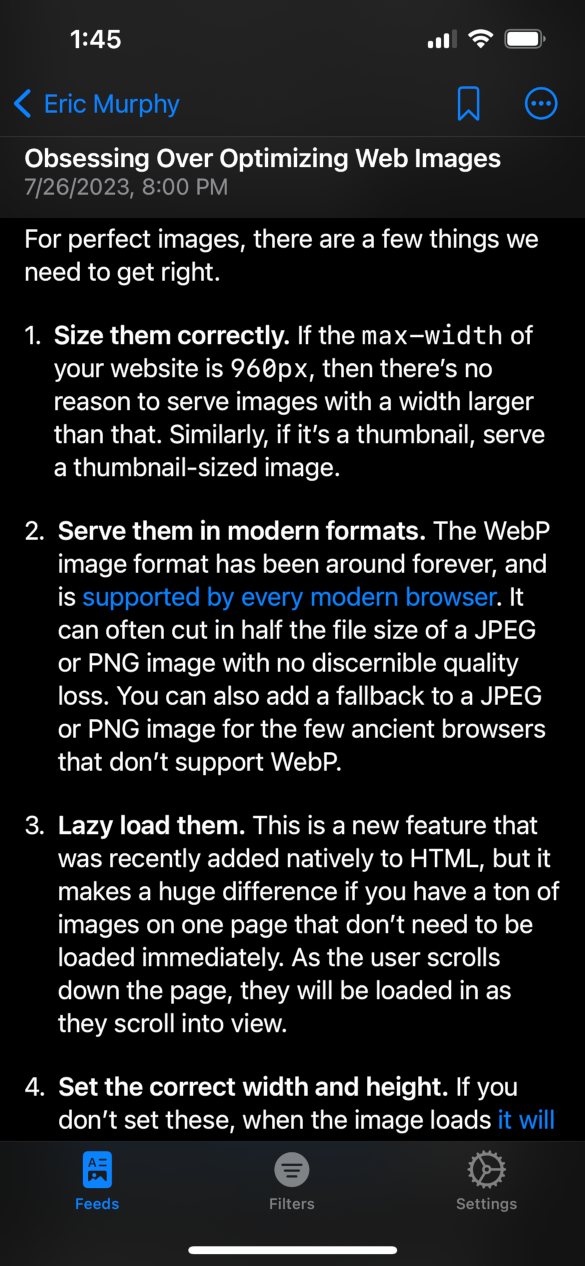 1:45
Eric Murphy
Obsessing Over Optimizing Web Images
7/26/2023, 8:00 PM
For perfect images, there are a few things we
need to get right.
1. Size them correctly. If the max-width of
your website is 960px, then there’s no
reason to serve images with a width larger
than that. Similarly, if it’s a thumbnail, serve
a thumbnail-sized image.
2. Serve them in modern formats. The WebP
image format has been around forever, and
is supported by every modern browser. It
can often cut in half the file size of a JPEG
or PNG image with no discernible quality
loss. You can also add a fallback to a JPEG
or PNG image for the few ancient browsers
that don’t support WebP.
3. Lazy load them. This is a new feature that
was recently added natively to HTML, but it
makes a huge difference if you have a ton of
images on one page that don’t need to be
loaded immediately. As the user scrolls
down the page, they will be loaded in as
they scroll into view.
4. Set the correct width and height. If you
don’t set these, when the image loads it will
Feeds
Filters
Settings